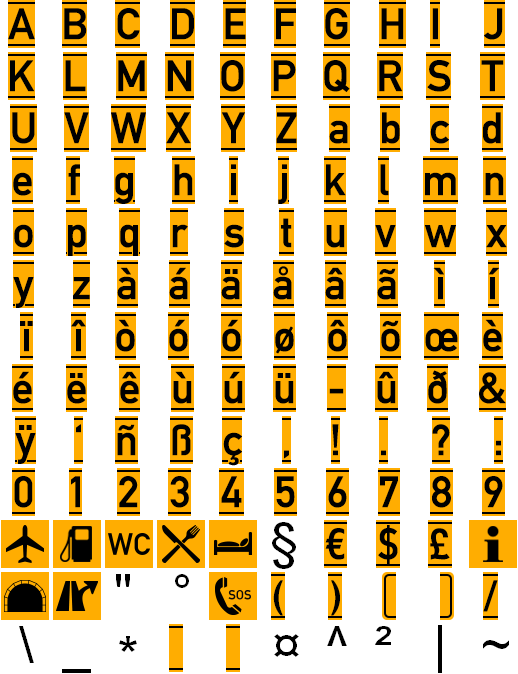 A B C D E F G H I J
K L M N O P Q R S T
U V W X Y Z a b c d
e f g h i j k l m n
o p q r s t u v w x
y z à á ä å â ã ì í
ï î ò ó ó ø ô õ œ è
é ë ê ù ú ü - û ð &
ÿ ' ñ ß ç , ! . ? :
0 1 2 3 4 5 6 7 8 9
WC § € $ £ i
" ° SOS ( ) [ ] /
\ _ * ¤ ^ ² | ~